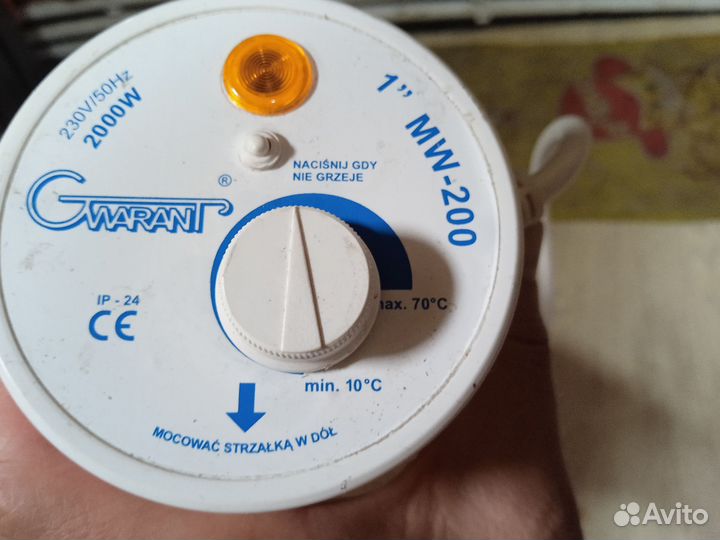 230V/50Hz
2000W
1” MW-200
NACIŚNIJ GDY
NIE GRZEJE
GWARANT®
IP - 24
CE
max. 70°C
min. 10°C
MOCOWAĆ STRZAŁKĄ W DÓŁ
Avito